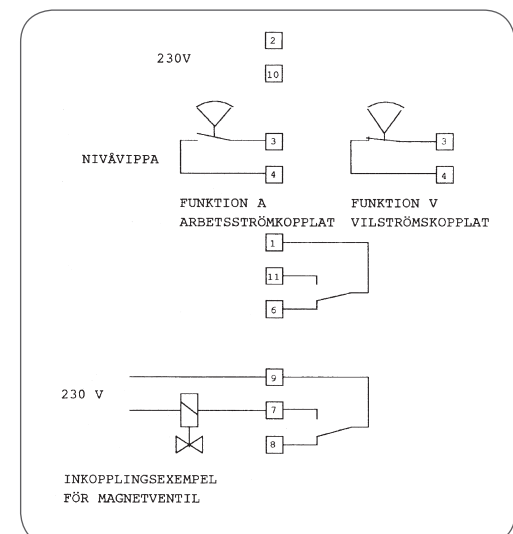 2
230V
10
3
3
NIVÅVIPPA
4
4
FUNKTION A
ARBETSSTRÖMKOPPLAT
FUNKTION V
VILSTRÖMSKOPPLAT
1
11
6
9
230 V
7
8
INKOPPLINGSEXEMPEL
FÖR MAGNETVENTIL